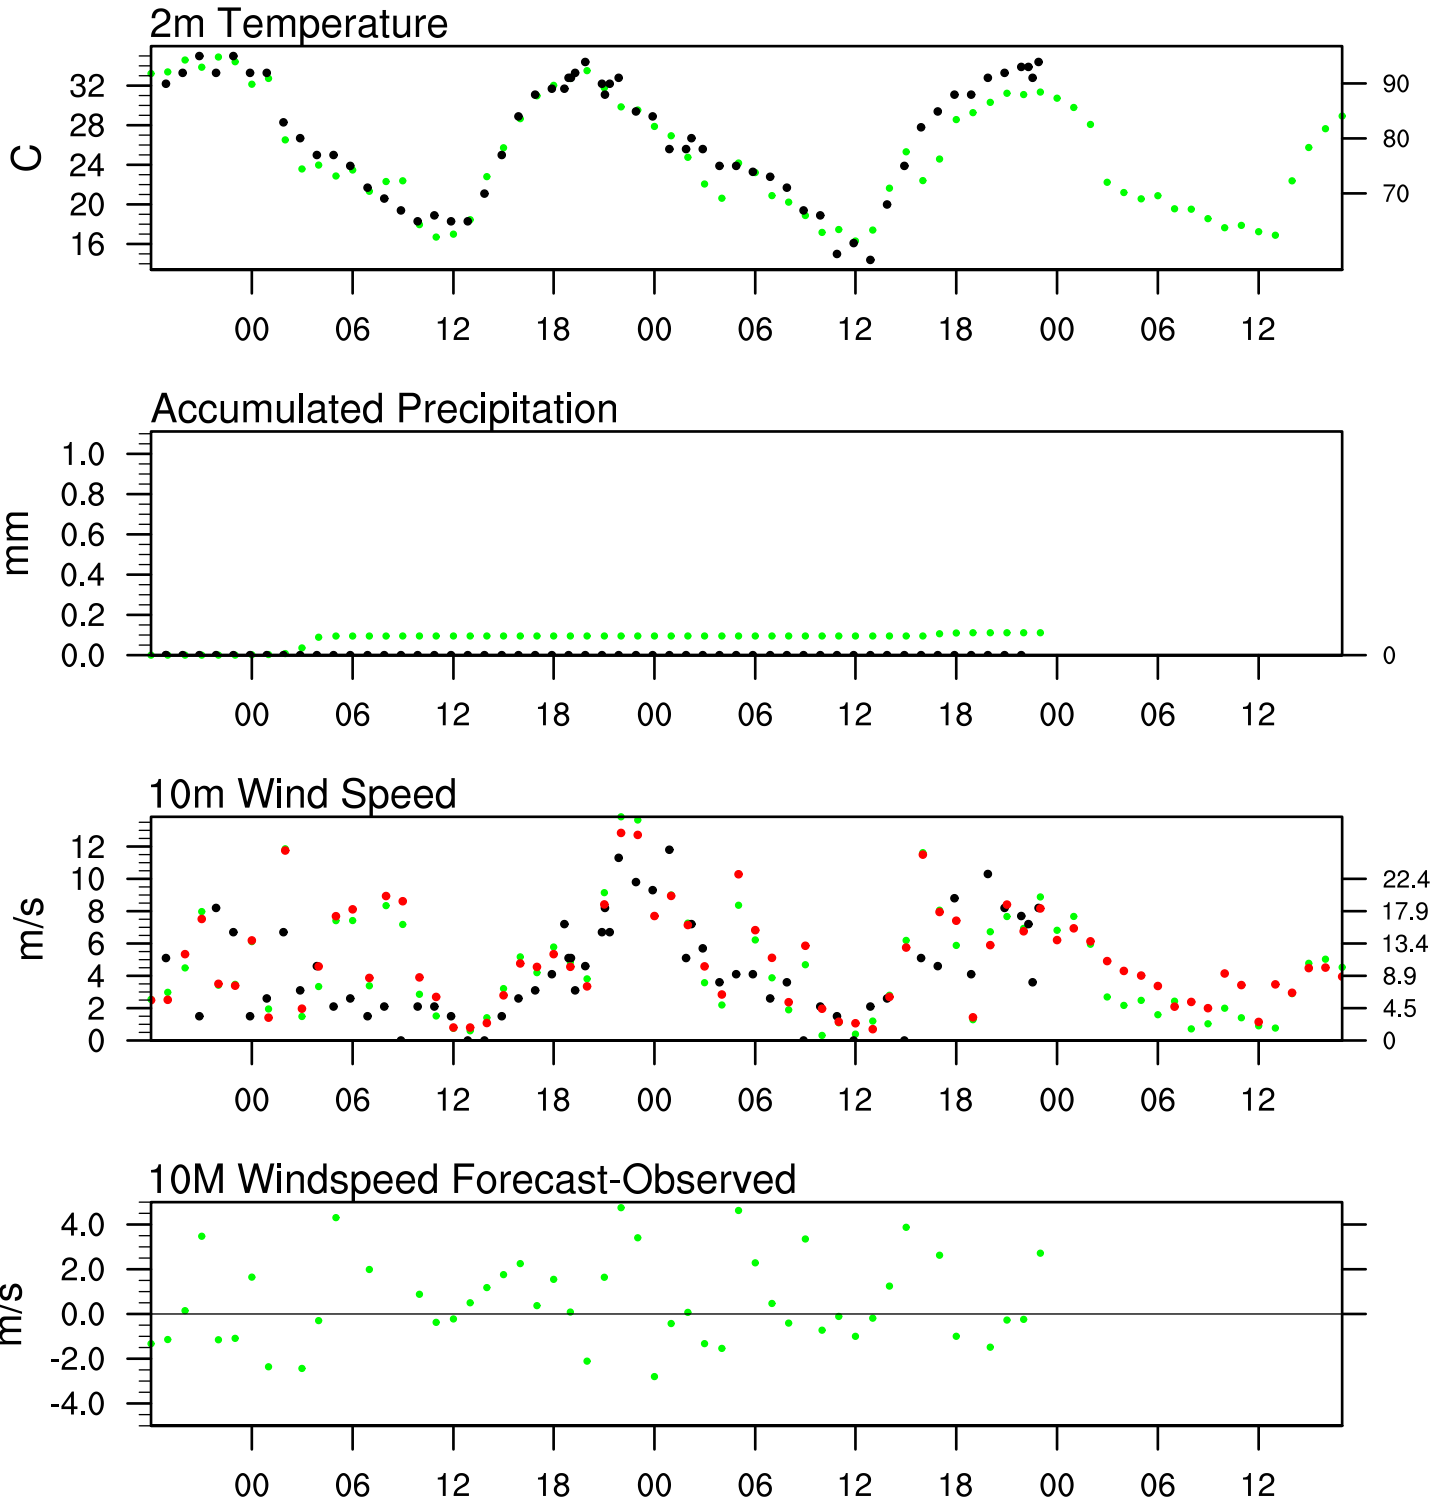 2m Temperature
32
28
24
20
16
C
90
80
70
00 06 12 18 00 06 12 18 00 06 12
Accumulated Precipitation
1.0
0.8
0.6
0.4
0.2
0.0
mm
0
00 06 12 18 00 06 12 18 00 06 12
10m Wind Speed
12
10
8
6
4
2
0
m/s
22.4
17.9
13.4
8.9
4.5
0
00 06 12 18 00 06 12 18 00 06 12
10M Windspeed Forecast-Observed
4.0
2.0
0.0
-2.0
-4.0
m/s
00 06 12 18 00 06 12 18 00 06 12